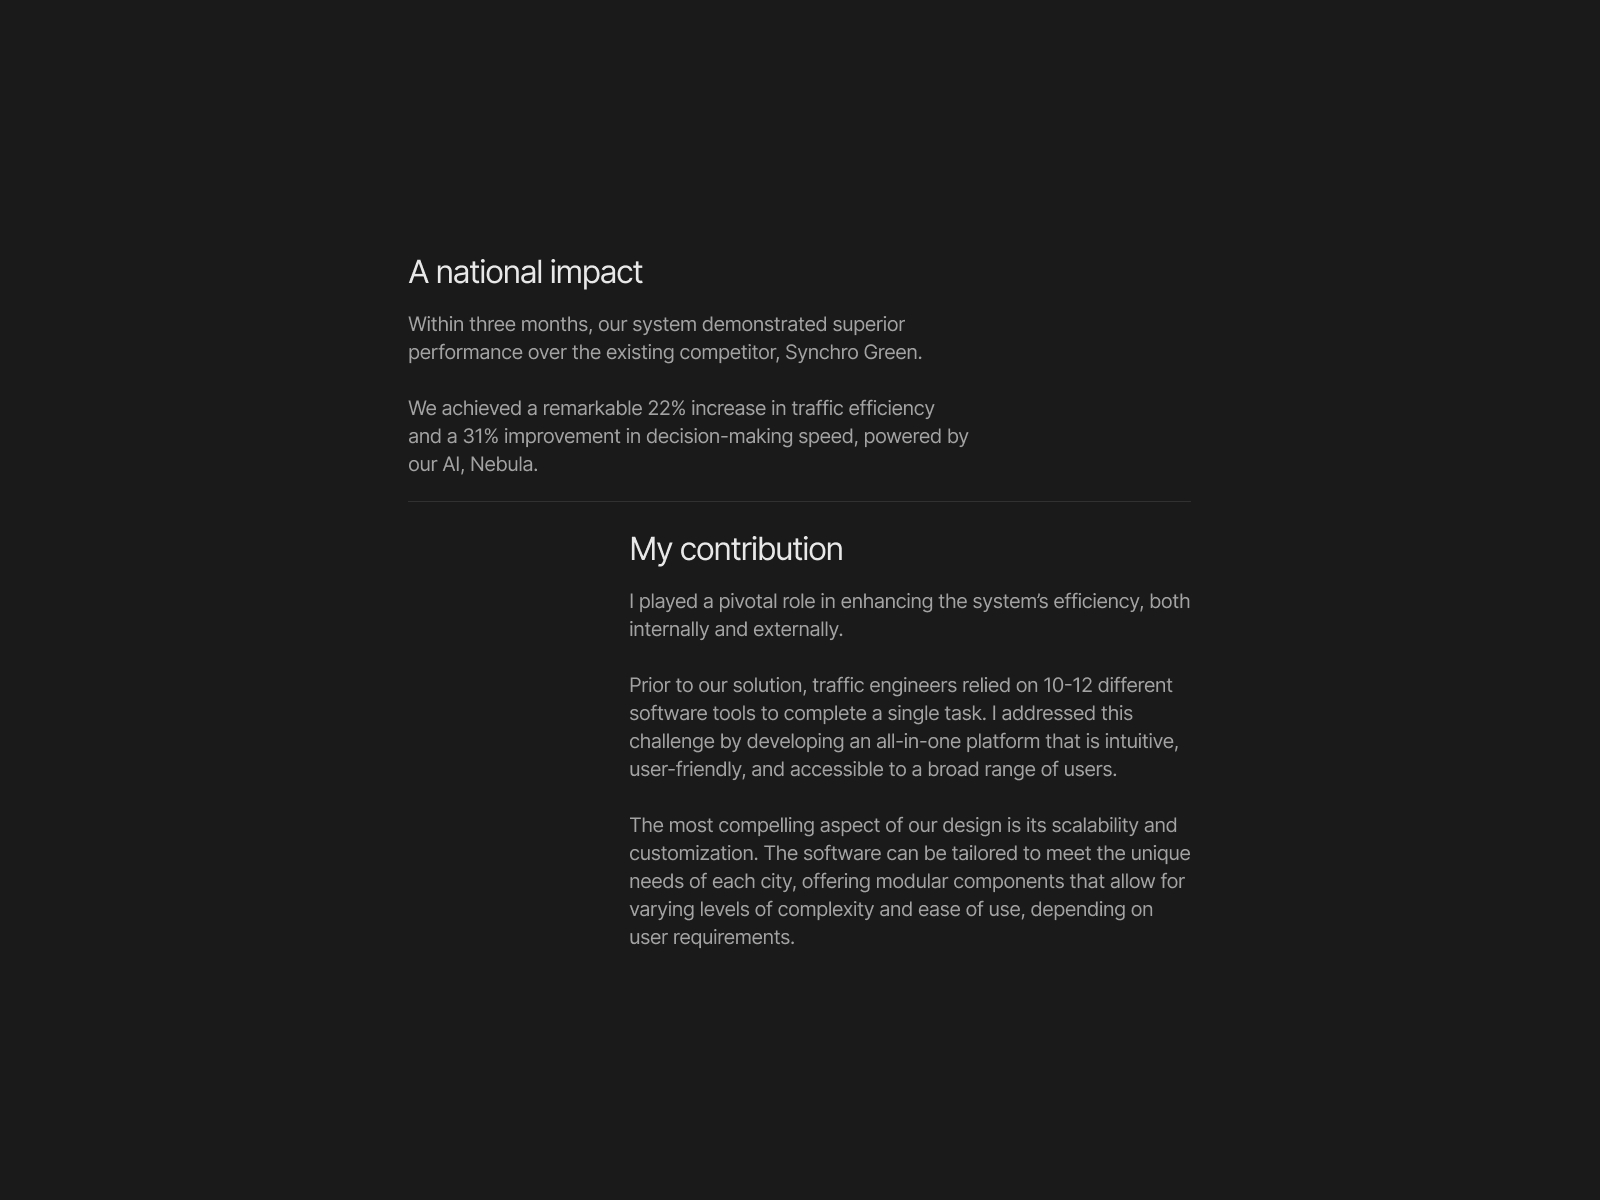 A national impact
Within three months, our system demonstrated superior
performance over the existing competitor, Synchro Green.
We achieved a remarkable 22% increase in traffic efficiency
and a 31% improvement in decision-making speed, powered by
our AI, Nebula.
My contribution
I played a pivotal role in enhancing the system’s efficiency, both
internally and externally.
Prior to our solution, traffic engineers relied on 10-12 different
software tools to complete a single task. I addressed this
challenge by developing an all-in-one platform that is intuitive,
user-friendly, and accessible to a broad range of users.
The most compelling aspect of our design is its scalability and
customization. The software can be tailored to meet the unique
needs of each city, offering modular components that allow for
varying levels of complexity and ease of use, depending on
user requirements.